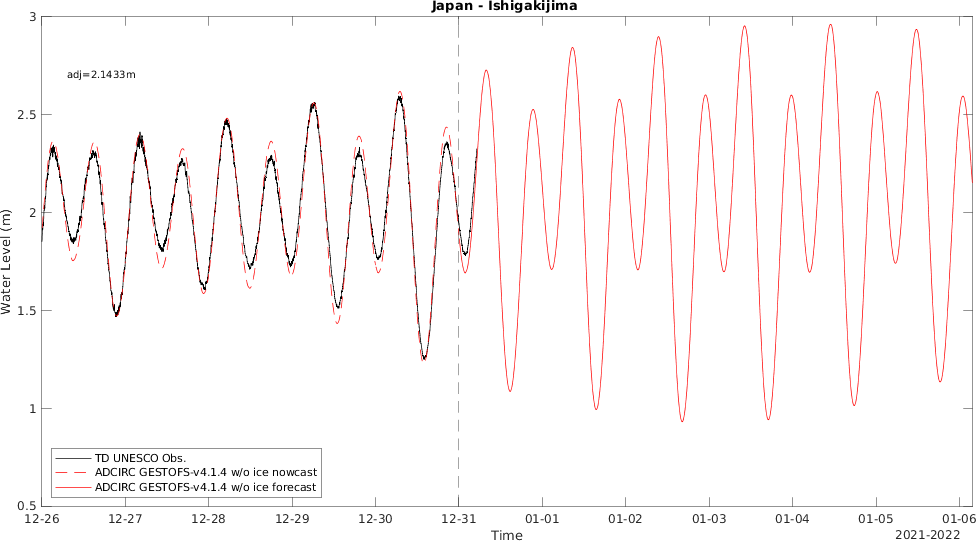 Japan - Ishigakijima
3
adj=2.1433m
2.5
2
Water Level (m)
1.5
1
TD UNESCO Obs.
ADCIRC GESTOFS-v4.1.4 w/o ice nowcast
ADCIRC GESTOFS-v4.1.4 w/o ice forecast
0.5
12-26 12-27 12-28 12-29 12-30 12-31 01-01 01-02 01-03 01-04 01-05 01-06
Time
2021-2022